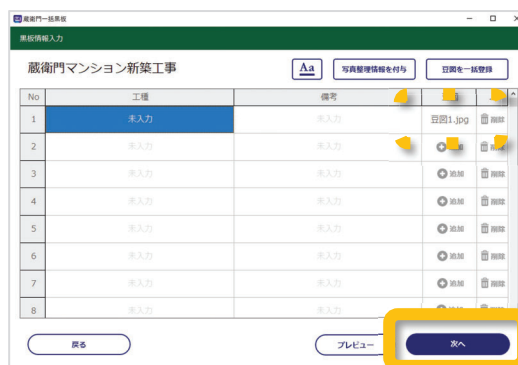 蔵衛門一括黒板
黒板情報入力
蔵衛門マンション新築工事 Aa 写真整理情報を付与 豆図を一括登録
No 工種 備考
1 未入力 未入力 豆図1.jpg 削除
2 未入力 未入力 追加 削除
3 未入力 未入力 追加 削除
4 未入力 未入力 追加 削除
5 未入力 未入力 追加 削除
6 未入力 未入力 追加 削除
7 未入力 未入力 追加 削除
8 未入力 未入力
戻る プレビュー 次へ